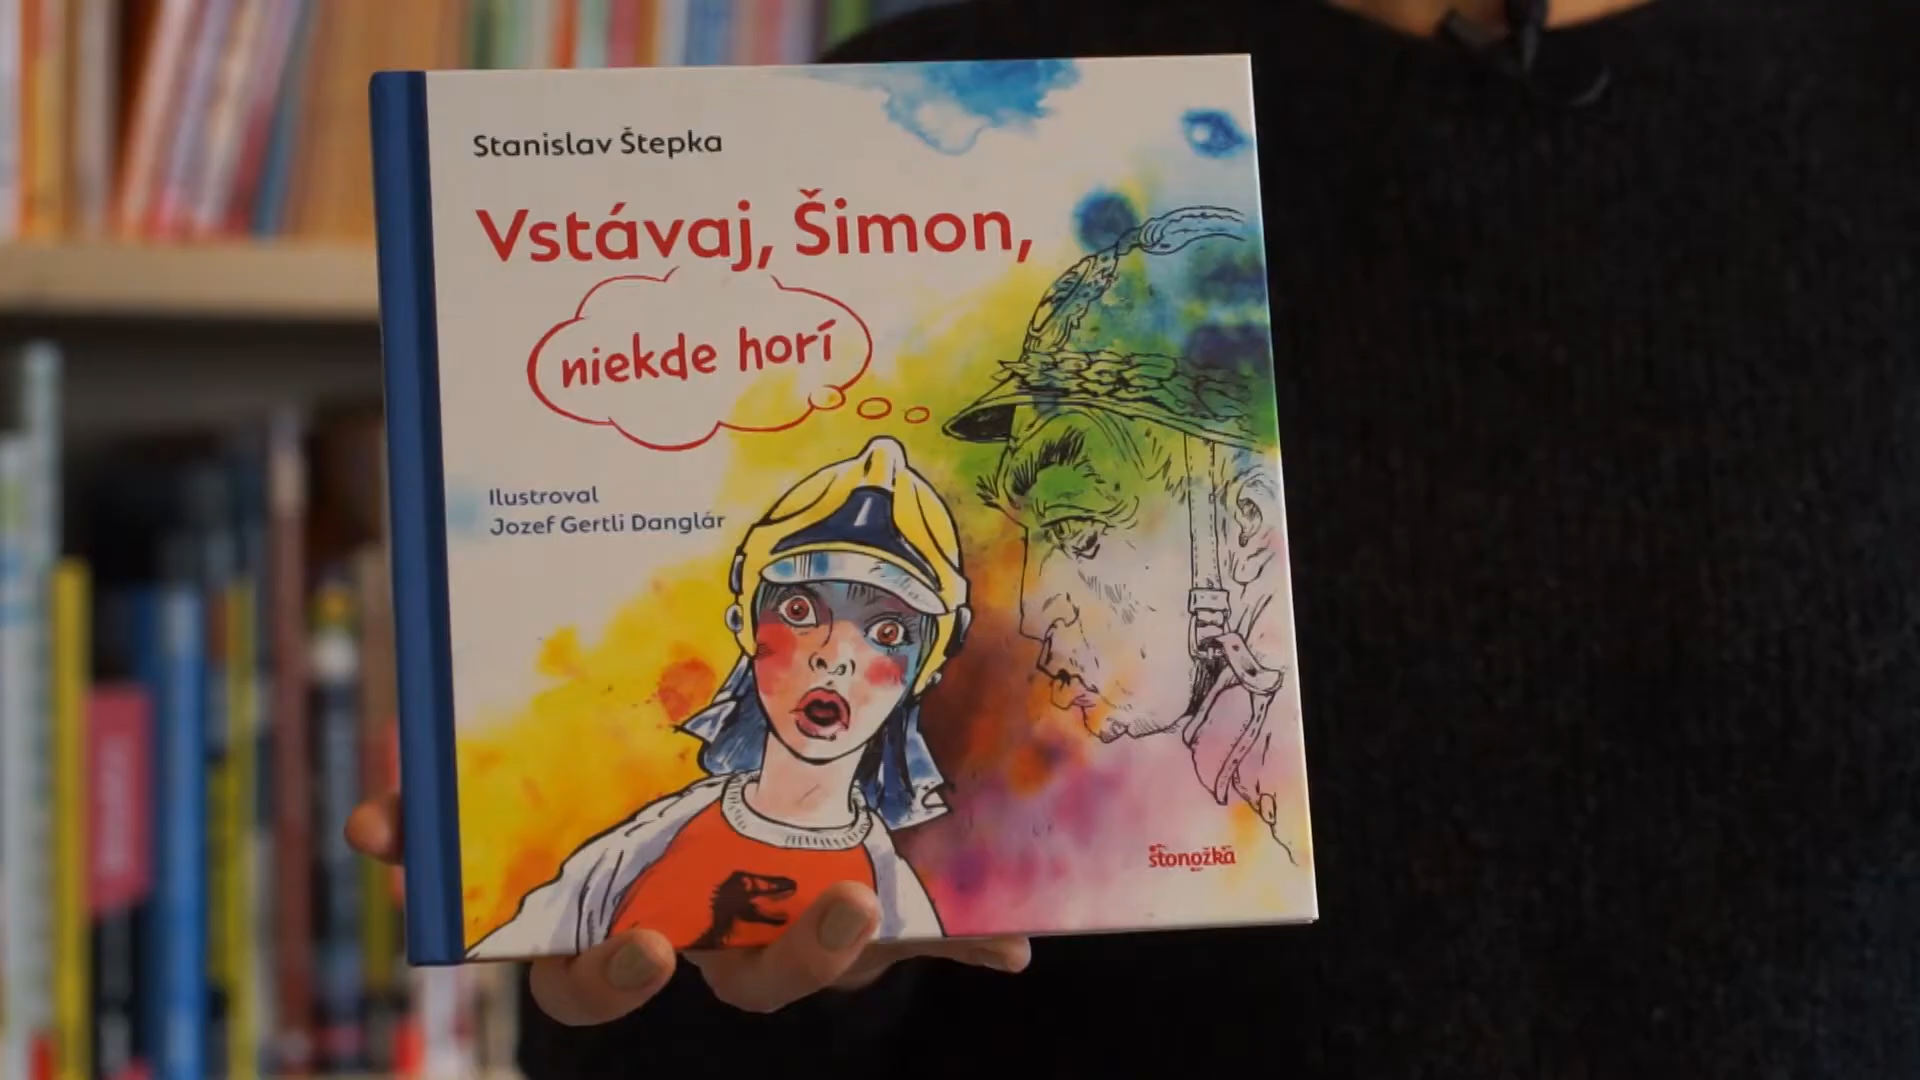 Stanislav Štepka
Vstávaj, Šimon,
niekde horí
Ilustroval
Jozef Gertli Danglár
stonožka